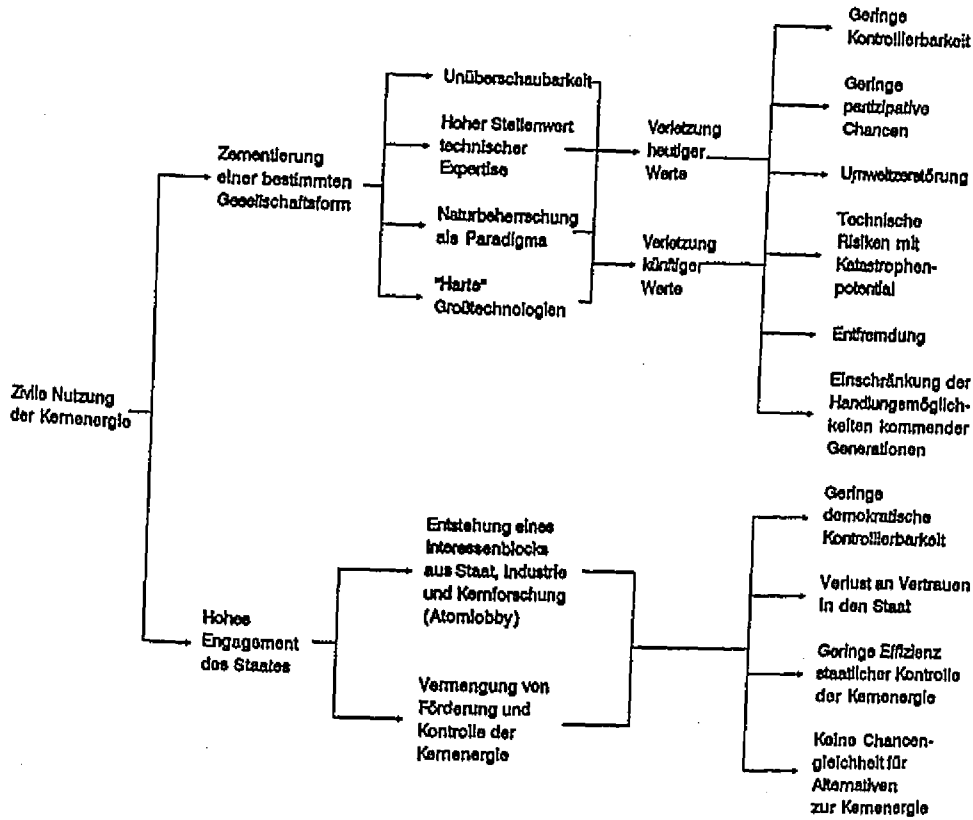 Zivile Nutzung
der Kernenergie
Zementierung
einer bestimmten
Gesellschaftsform
Unüberschaubarkeit
Hoher Stellenwert
technischer
Expertise
Naturbeherrschung
als Paradigma
"Harte"
Großtechnologien
Verletzung
heutiger
Werte
Verletzung
künftiger
Werte
Geringe
Kontrollierbarkeit
Geringe
partizipative
Chancen
Umweltzerstörung
Technische
Risiken mit
Katastrophen-
potential
Entfremdung
Einschränkung der
Handlungsmöglich-
keiten kommender
Generationen
Hohes
Engagement
des Staates
Entstehung eines
Interessenblocks
aus Staat, Industrie
und Kernforschung
(Atomlobby)
Vermengung von
Förderung und
Kontrolle der
Kernenergie
Geringe
demokratische
Kontrollierbarkeit
Verlust an Vertrauen
in den Staat
Geringe Effizienz
staatlicher Kontrolle
der Kernenergie
Keine Chancen-
gleichheit für
Alternativen
zur Kernenergie